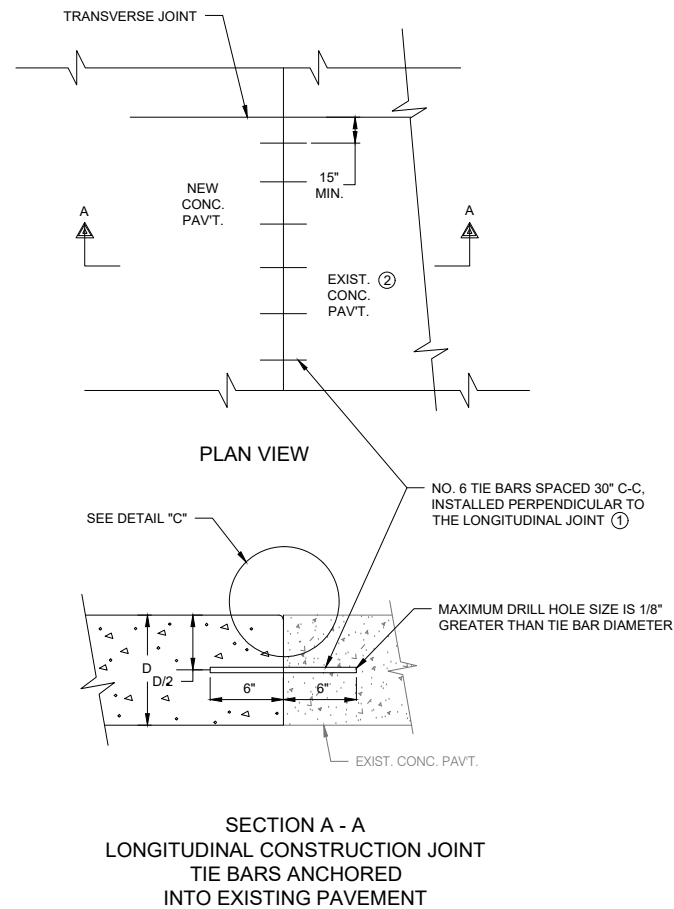 TRANSVERSE JOINT
15"
MIN.
NEW
CONC.
PAV'T.
A
A
EXIST. ②
CONC.
PAV'T.
PLAN VIEW
NO. 6 TIE BARS SPACED 30" C-C,
INSTALLED PERPENDICULAR TO
THE LONGITUDINAL JOINT ①
SEE DETAIL "C"
MAXIMUM DRILL HOLE SIZE IS 1/8"
GREATER THAN TIE BAR DIAMETER
D
D/2
6"
6"
EXIST. CONC. PAV'T.
SECTION A - A
LONGITUDINAL CONSTRUCTION JOINT
TIE BARS ANCHORED
INTO EXISTING PAVEMENT